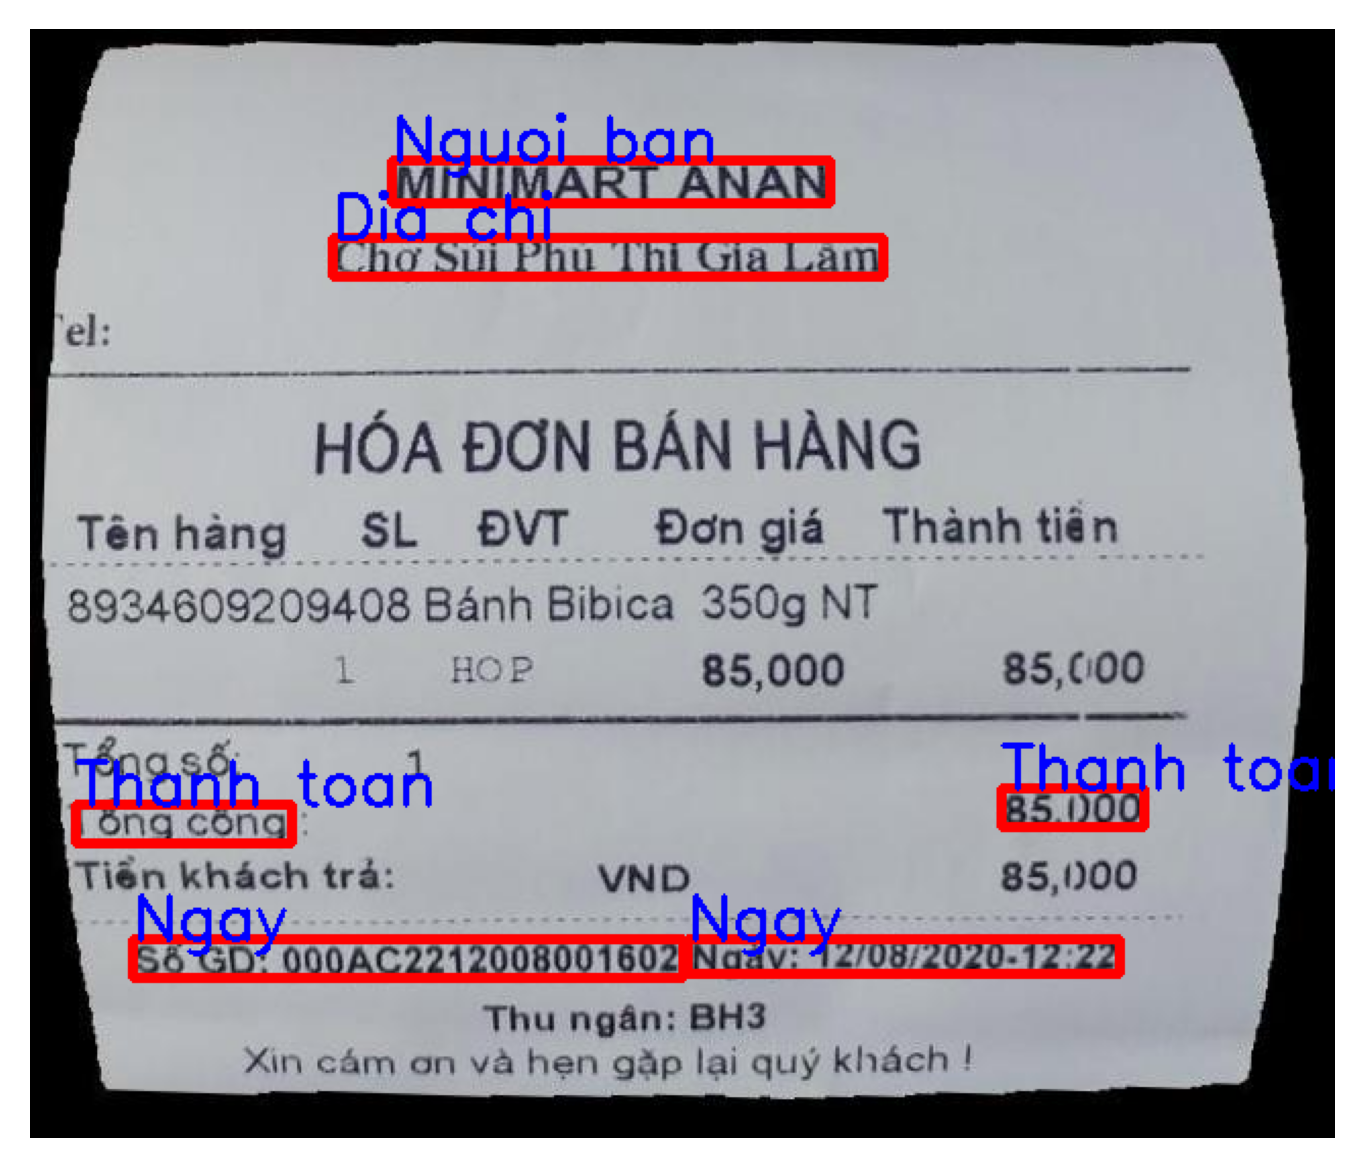 Nguoi ban
MINIMART ANAN
Dia chi
Chợ Sủi Phú Thị Gia Lâm
el:
HÓA ĐƠN BÁN HÀNG
Tên hàng SL ĐVT Đơn giá Thành tiền
8934609209408 Bánh Bibica 350g NT
1 HOP 85,000 85,000
Tổng số: 1
Thanh toan Thanh toan
Tổng cộng : 85.000
Tiền khách trả: VND 85,000
Ngay Ngay
Số GD: 000AC2212008001602 Ngày: 12/08/2020-12:22
Thu ngân: BH3
Xin cám ơn và hẹn gặp lại quý khách !